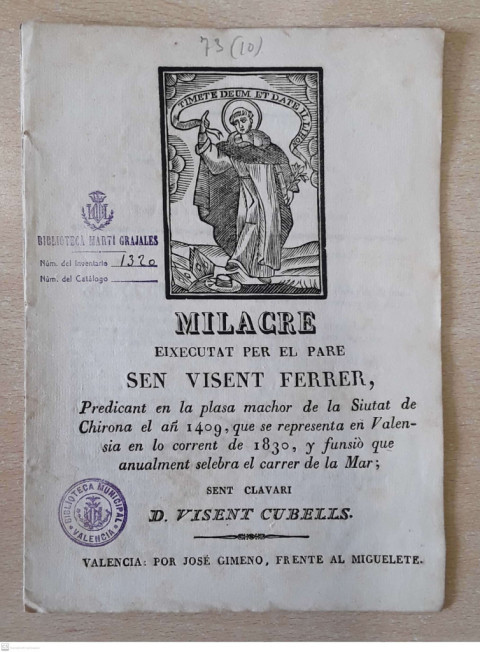 73 (10)
TIMETE DEUM ET DATE ILLI HONOR
BIBLIOTECA MARTI GRAJALES
Núm. del Inventario 1320
Núm. del Catálogo
MILACRE
EIXECUTAT PER EL PARE
SEN VISENT FERRER,
Predicant en la plasa machor de la Siutat de
Chirona el añ 1409, que se representa en Valen-
sia en lo corrent de 1830, y funsió que
anualment selebra el carrer de la Mar;
SENT CLAVARI
D. VISENT CUBELLS.
BIBLIOTECA MUNICIPAL
VALENCIA
VALENCIA: POR JOSÉ GIMENO, FRENTE AL MIGUELETE.